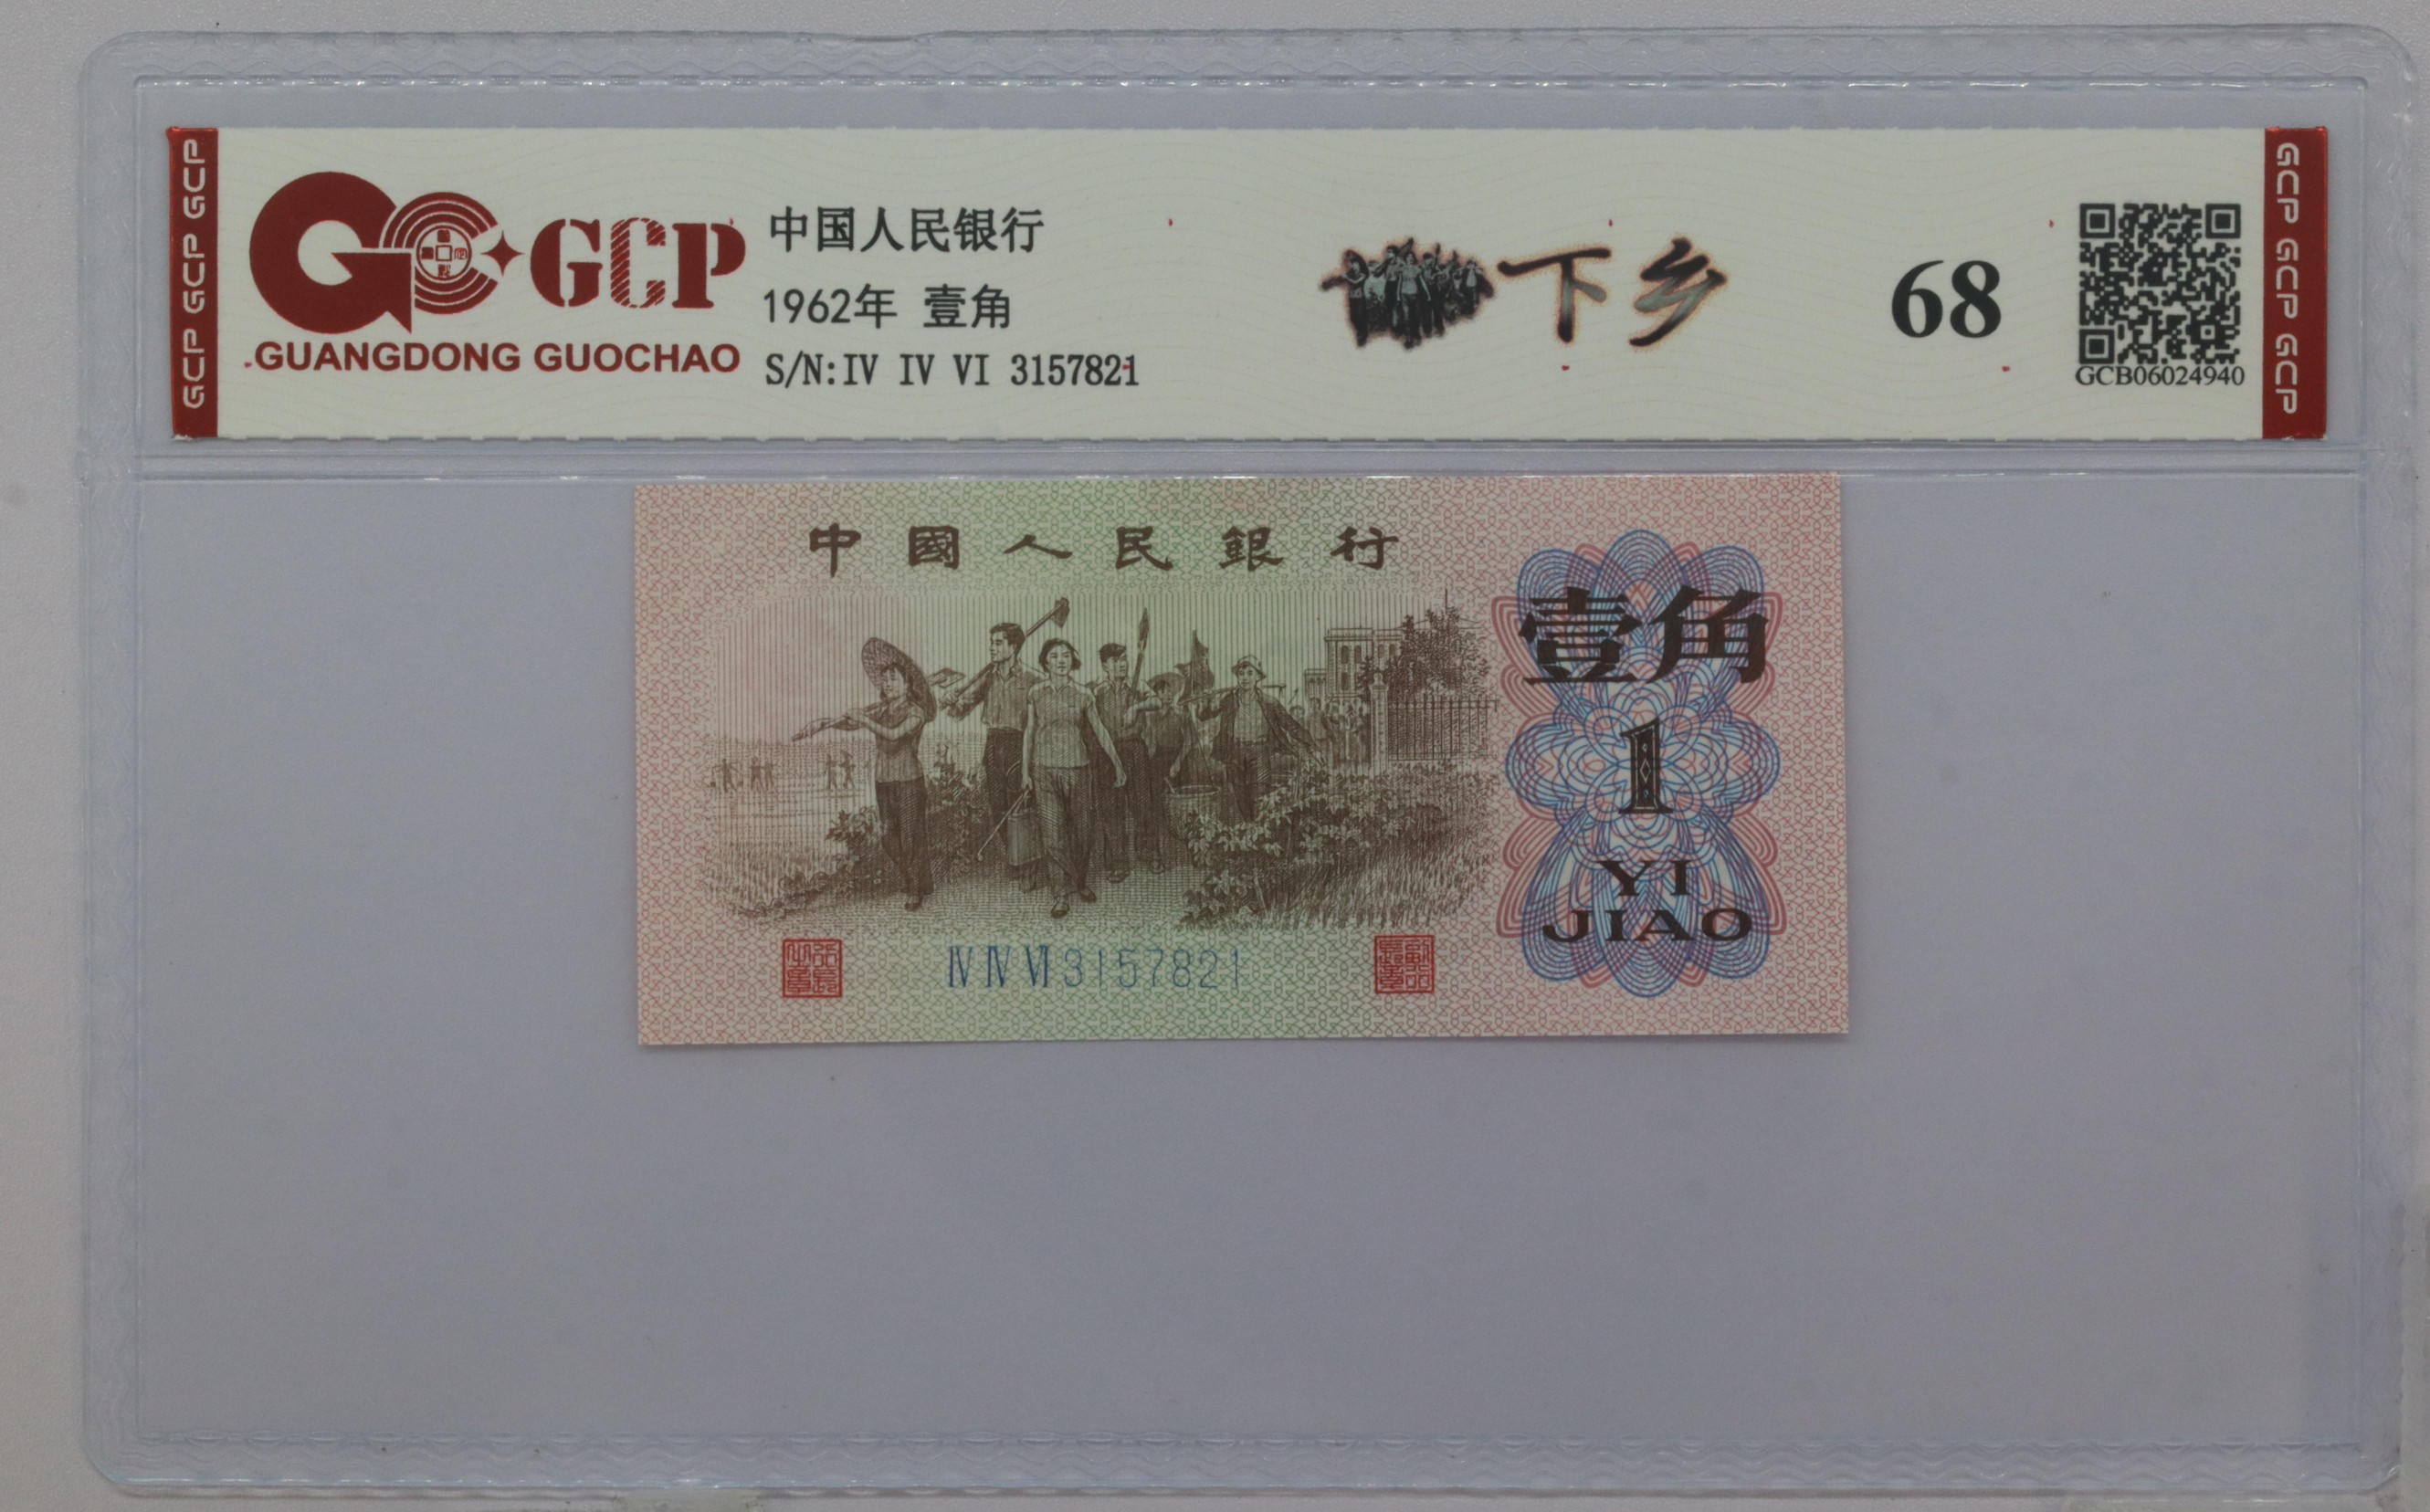 GCP GCP GCP
GCP
GUANGDONG GUOCHAO
中国人民银行
1962年 壹角
S/N:IV IV VI 3157821
下乡
68
GCB06024940
GCP GCP GCP
中國人民銀行
壹角
1
YI
JIAO
IV IV VI 3157821